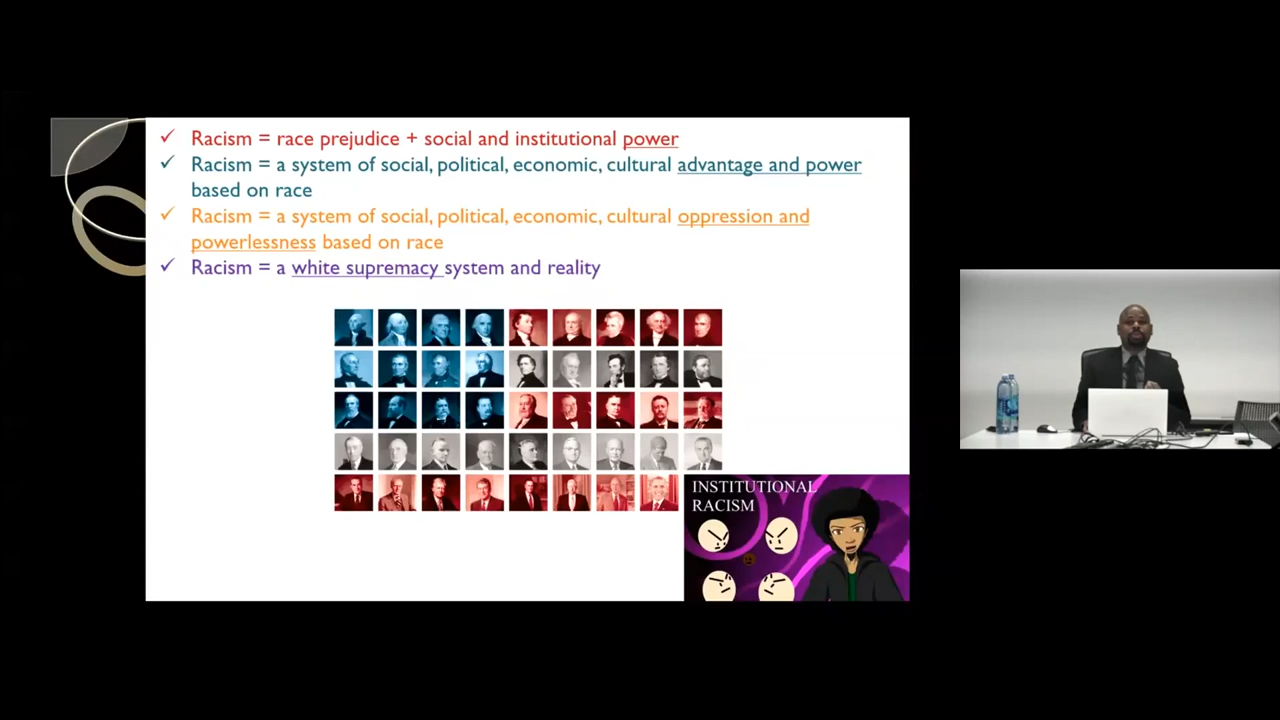 ✓ Racism = race prejudice + social and institutional power
✓ Racism = a system of social, political, economic, cultural advantage and power
based on race
✓ Racism = a system of social, political, economic, cultural oppression and
powerlessness based on race
✓ Racism = a white supremacy system and reality
INSTITUTIONAL
RACISM